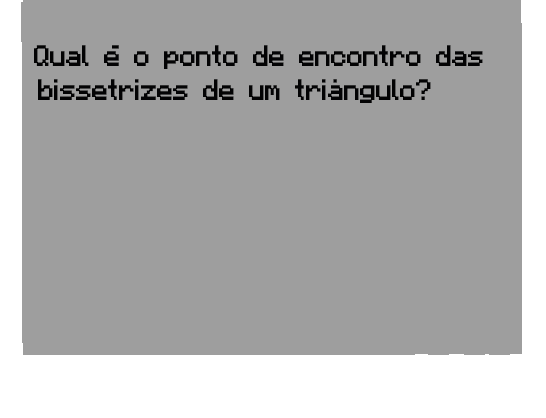 Qual é o ponto de encontro das
bissetrizes de um triângulo?